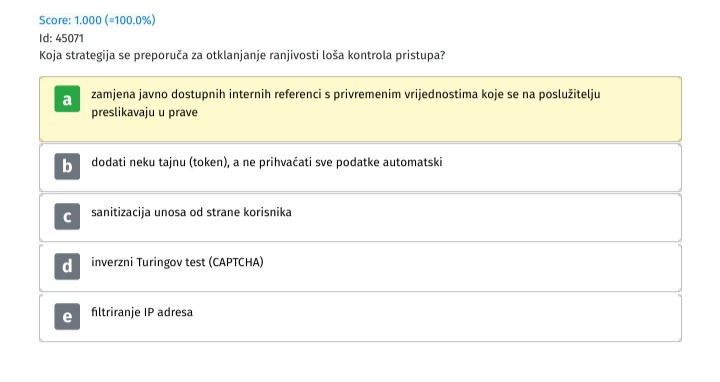 Score: 1.000 (≈100.0%)
Id: 45071
Koja strategija se preporuča za otklanjanje ranjivosti loša kontrola pristupa?
a zamjena javno dostupnih internih referenci s privremenim vrijednostima koje se na poslužitelju
preslikavaju u prave
b dodati neku tajnu (token), a ne prihvaćati sve podatke automatski
c sanitizacija unosa od strane korisnika
d inverzni Turingov test (CAPTCHA)
e filtriranje IP adresa